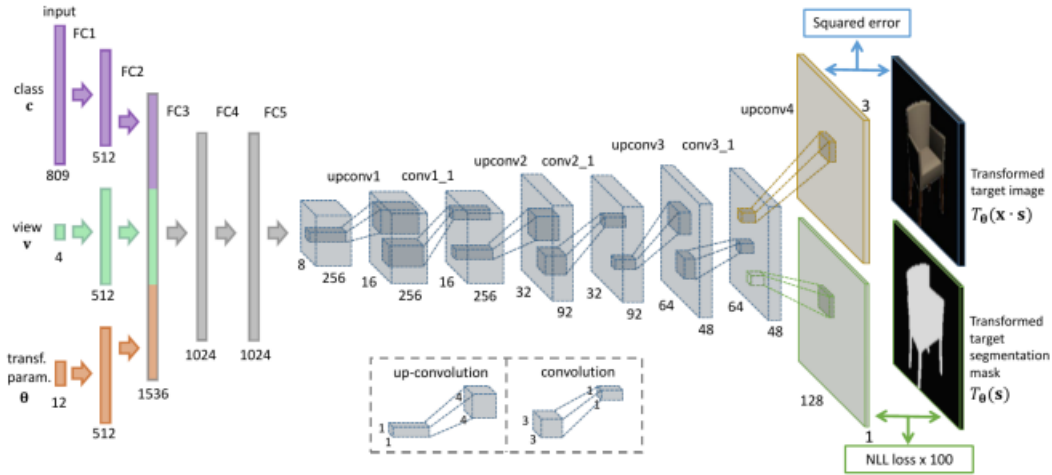 input
FC1
FC2
class
c
809
512
view
v
4
512
transf.
param.
θ
12
512
1536
FC3
FC4
FC5
1024
1024
8
256
upconv1
16
256
conv1_1
16
256
upconv2
32
92
conv2_1
32
92
upconv3
64
48
conv3_1
64
48
upconv4
3
128
1
Squared error
Transformed
target image
Tθ(x · s)
Transformed
target
segmentation
mask
Tθ(s)
NLL loss x 100
up-convolution
1
1
4
4
convolution
3
3
1
1